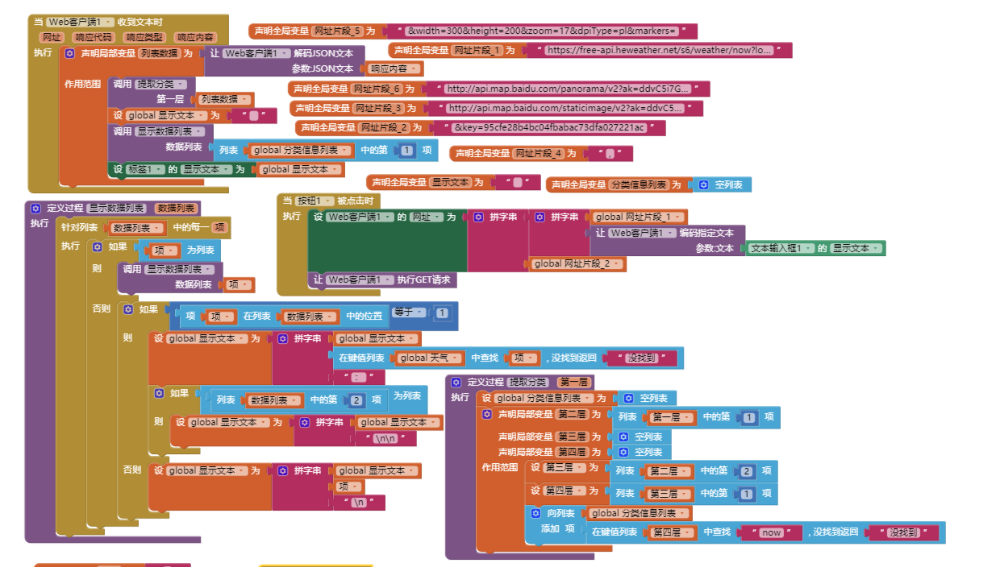 当 Web客户端1 收到文本时
网址 响应代码 响应类型 响应内容
执行 声明局部变量 列表数据 为 让 Web客户端1 解码JSON文本
参数:JSON文本 响应内容
作用范围 调用 提取分类
第一层 列表数据
设 global 显示文本 为 “ ”
调用 显示数据列表
数据列表 列表 global 分类信息列表 中的第 1 项
设 标签1 的 显示文本 为 global 显示文本
声明全局变量 网址片段_5 为 “ &width=300&height=200&zoom=17&dpiType=pl&markers= ”
声明全局变量 网址片段_1 为 “ https://free-api.heweather.net/s6/weather/now?lo... ”
声明全局变量 网址片段_6 为 “ http://api.map.baidu.com/panorama/v2?ak=ddvC5i7G... ”
声明全局变量 网址片段_3 为 “ http://api.map.baidu.com/staticimage/v2?ak=ddvC5... ”
声明全局变量 网址片段_2 为 “ &key=95cfe28b4bc04fbabac73dfa027221ac ”
声明全局变量 网址片段_4 为 “ , ”
声明全局变量 显示文本 为 “ ”
声明全局变量 分类信息列表 为 空列表
定义过程 显示数据列表 数据列表
执行 针对列表 数据列表 中的每一 项
执行 如果 项 为列表
则 调用 显示数据列表
数据列表 项
否则 如果 项 项 在列表 数据列表 中的位置 等于 1
则 设 global 显示文本 为 拼字串 global 显示文本
在键值列表 global 天气 中查找 项 , 没找到返回 “ 没找到 ”
“ : ”
如果 列表 数据列表 中的第 2 项 为列表
则 设 global 显示文本 为 拼字串 global 显示文本
“ \n\n ”
否则 设 global 显示文本 为 拼字串 global 显示文本
项
“ \n ”
当 按钮1 被点击时
执行 设 Web客户端1 的 网址 为 拼字串 拼字串 global 网址片段_1
让 Web客户端1 编码指定文本
参数:文本 文本输入框1 的 显示文本
global 网址片段_2
让 Web客户端1 执行GET请求
定义过程 提取分类 第一层
执行 设 global 分类信息列表 为 空列表
声明局部变量 第二层 为 列表 第一层 中的第 1 项
声明局部变量 第三层 为 空列表
声明局部变量 第四层 为 空列表
作用范围 设 第三层 为 列表 第二层 中的第 2 项
设 第四层 为 列表 第三层 中的第 1 项
向列表 global 分类信息列表
添加 项 在键值列表 第四层 中查找 “ now ” , 没找到返回 “ 没找到 ”